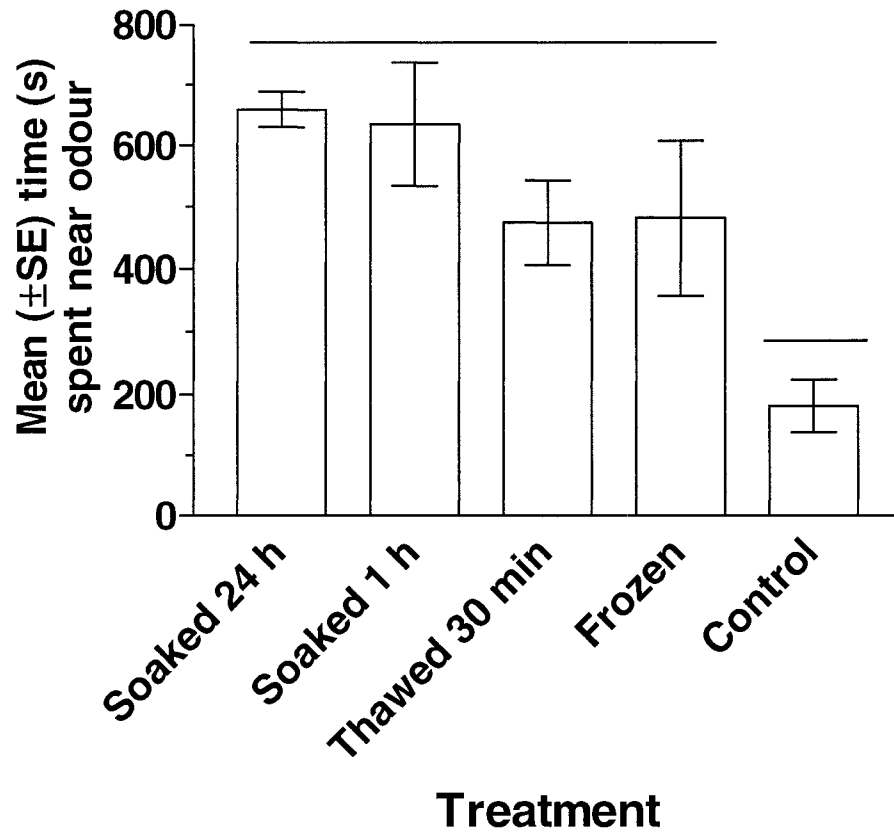 Mean (±SE) time (s)
spent near odour
800
600
400
200
0
Soaked 24 h
Soaked 1 h
Thawed 30 min
Frozen
Control
Treatment